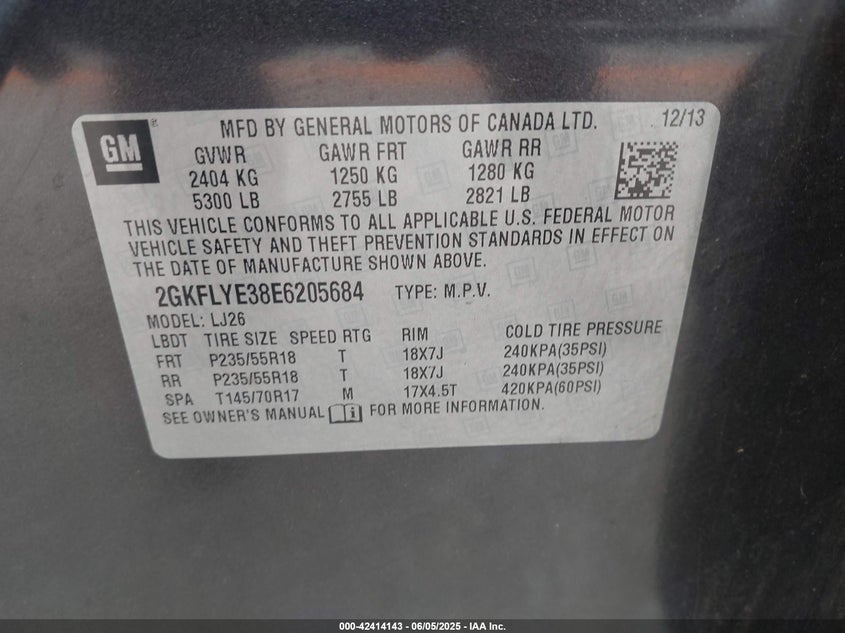 GM ®
MFD BY GENERAL MOTORS OF CANADA LTD. 12/13
GVWR GAWR FRT GAWR RR
2404 KG 1250 KG 1280 KG
5300 LB 2755 LB 2821 LB
THIS VEHICLE CONFORMS TO ALL APPLICABLE U.S. FEDERAL MOTOR
VEHICLE SAFETY AND THEFT PREVENTION STANDARDS IN EFFECT ON
THE DATE OF MANUFACTURE SHOWN ABOVE.
2GKFLYE38E6205684 TYPE: M.P.V.
MODEL: LJ26
LBDT TIRE SIZE SPEED RTG RIM COLD TIRE PRESSURE
FRT P235/55R18 T 18X7J 240KPA(35PSI)
RR P235/55R18 T 18X7J 240KPA(35PSI)
SPA T145/70R17 M 17X4.5T 420KPA(60PSI)
SEE OWNER'S MANUAL i FOR MORE INFORMATION.
000-42414143 - 06/05/2025 - IAA Inc.